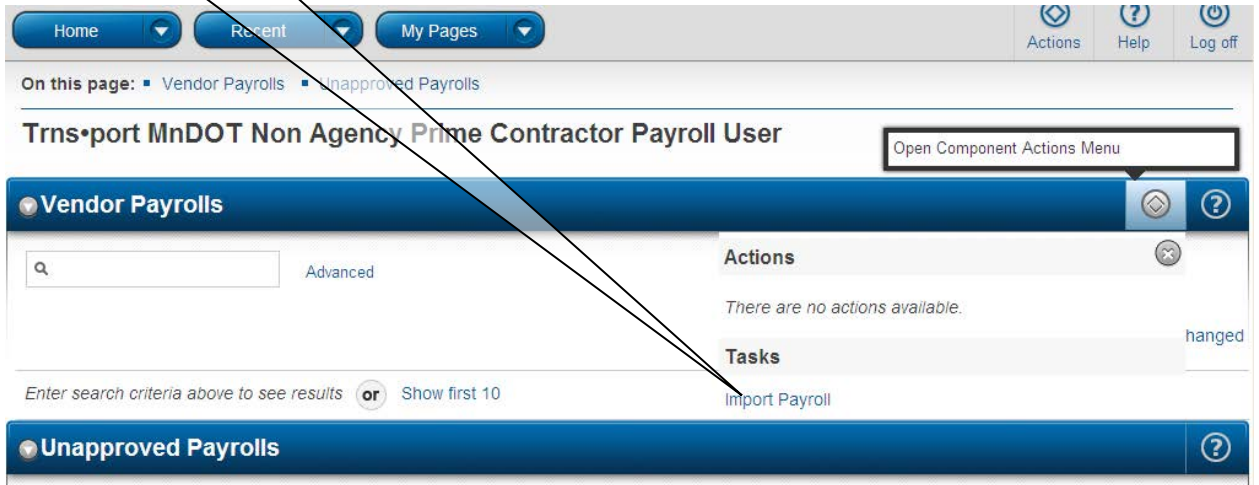 Home Recent My Pages Actions Help Log off
On this page: ▪ Vendor Payrolls ▪ Unapproved Payrolls
Trns•port MnDOT Non Agency Prime Contractor Payroll User
Open Component Actions Menu
Vendor Payrolls
Advanced
Actions
There are no actions available.
hanged
Tasks
Enter search criteria above to see results or Show first 10
Import Payroll
Unapproved Payrolls